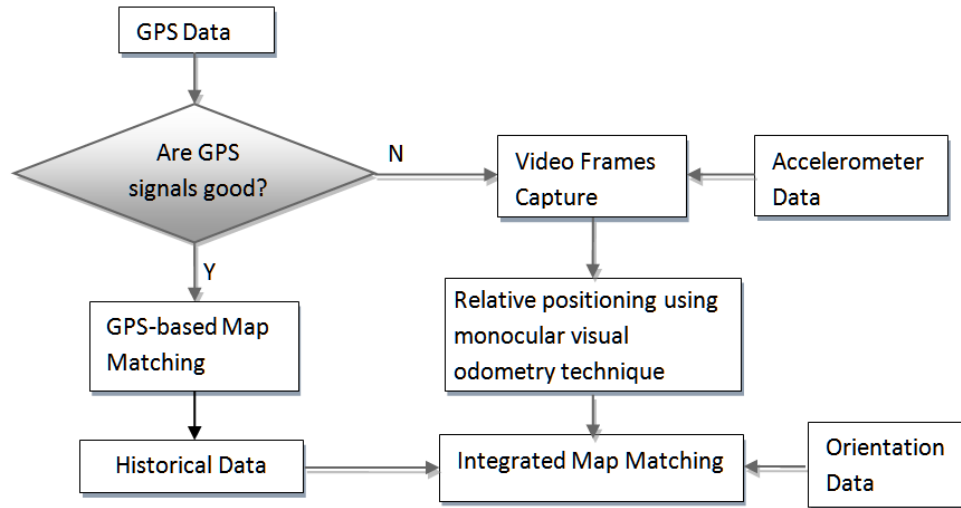 GPS Data
Are GPS
signals good?
N
Video Frames
Capture
Accelerometer
Data
Y
GPS-based Map
Matching
Relative positioning using
monocular visual
odometry technique
Historical Data
Integrated Map Matching
Orientation
Data